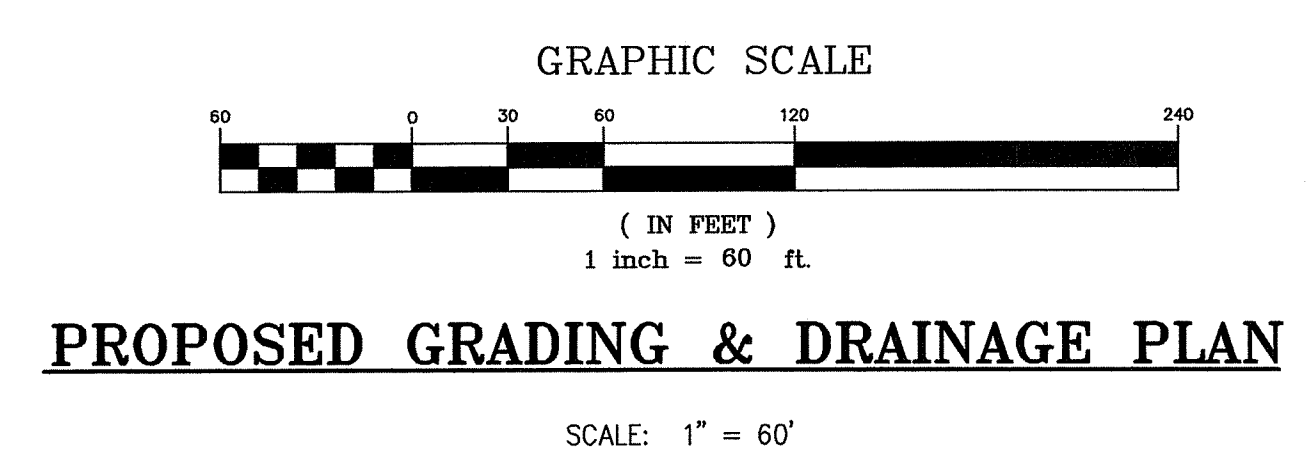 GRAPHIC SCALE
60 0 30 60 120 240
( IN FEET )
1 inch = 60 ft.
PROPOSED GRADING & DRAINAGE PLAN
SCALE: 1" = 60'